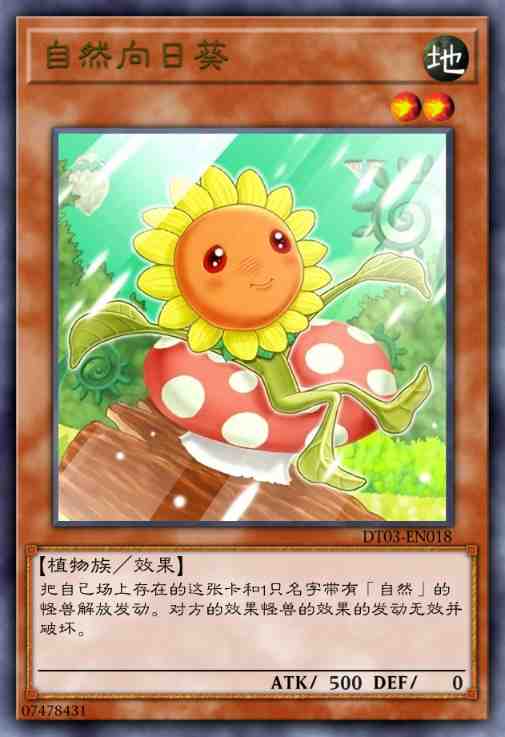 自然向日葵
地
DT03-EN018
【植物族／效果】
把自己场上存在的这张卡和1只名字带有「自然」的
怪兽解放发动。对方的效果怪兽的效果的发动无效并
破坏。
ATK/ 500 DEF/ 0
07478431